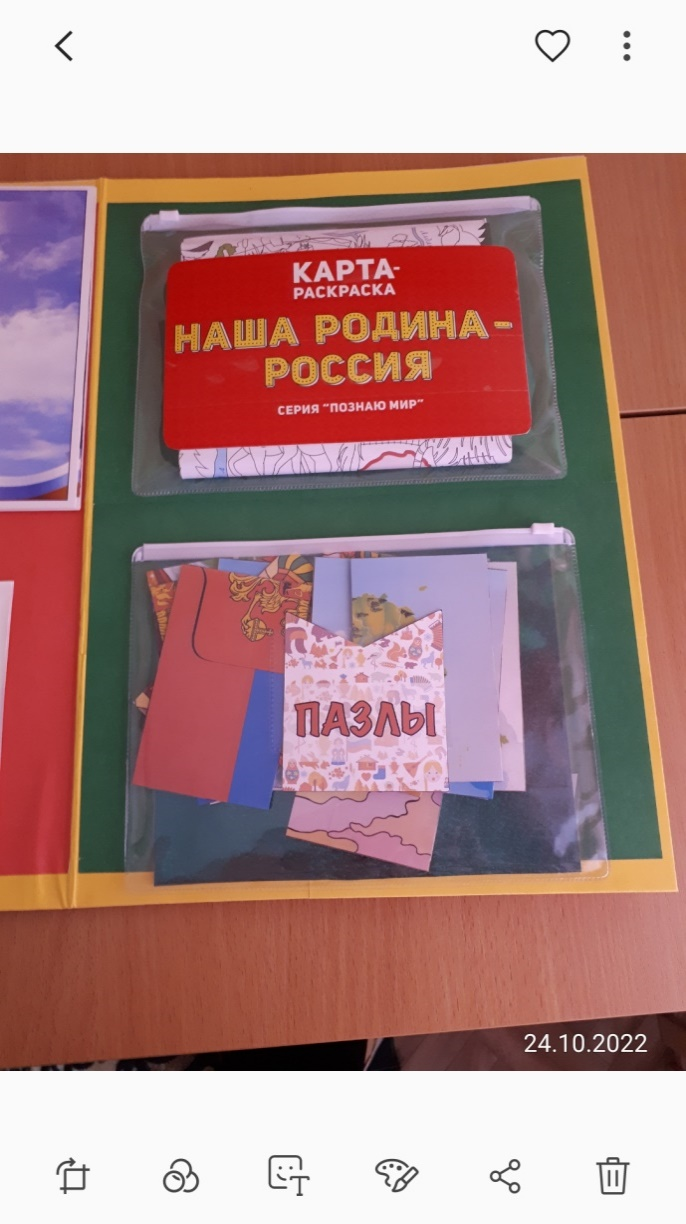 КАРТА-
РАСКРАСКА
НАША РОДИНА –
РОССИЯ
СЕРИЯ "ПОЗНАЮ МИР"
ПАЗЛЫ
24.10.2022